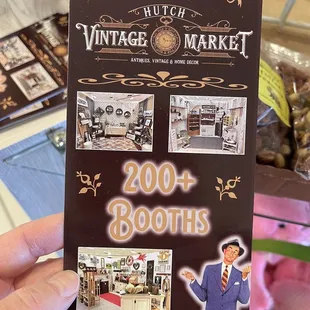 HUTCH
VINTAGE MARKET
ANTIQUES, VINTAGE & HOME DECOR
200+
BOOTHS